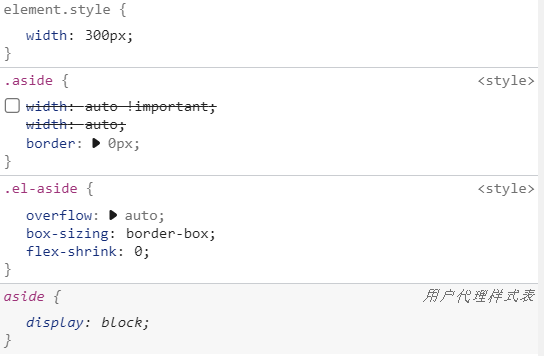 element.style {
width: 300px;
}
.aside { <style>
width: auto !important;
width: auto;
border: 0px;
}
.el-aside { <style>
overflow: auto;
box-sizing: border-box;
flex-shrink: 0;
}
aside { 用户代理样式表
display: block;
}